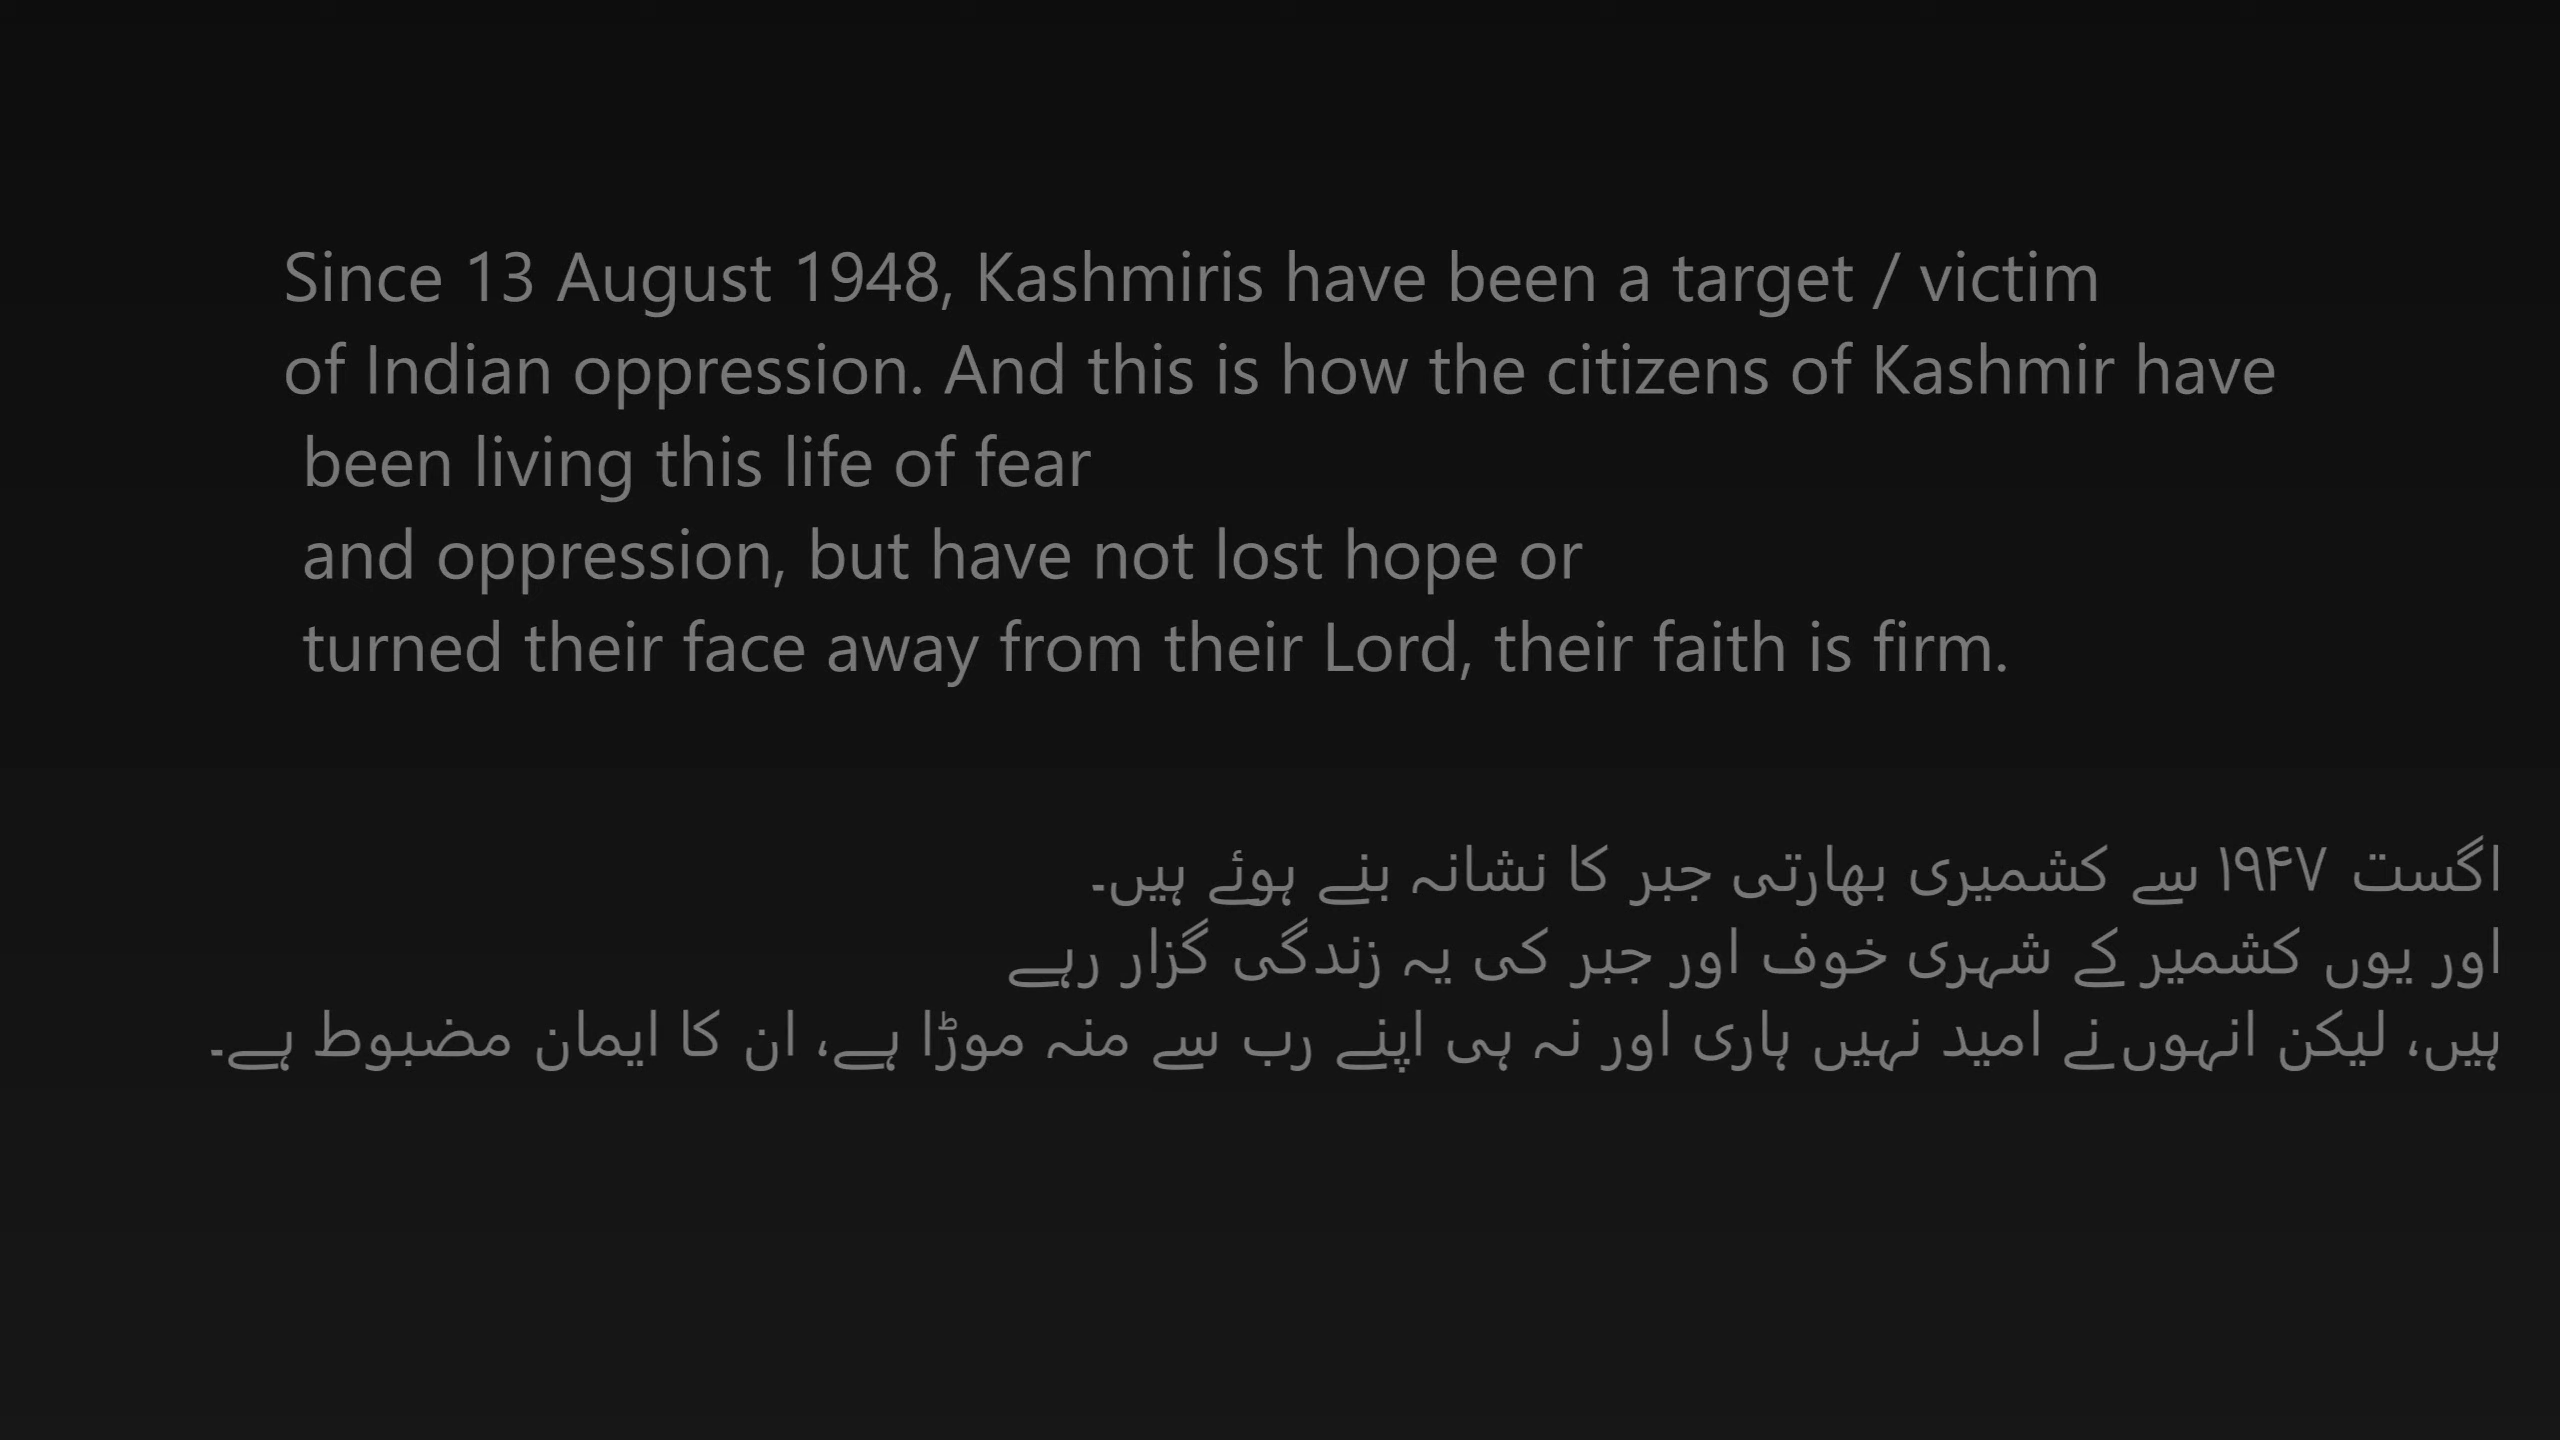 Since 13 August 1948, Kashmiris have been a target / victim
of Indian oppression. And this is how the citizens of Kashmir have
been living this life of fear
and oppression, but have not lost hope or
turned their face away from their Lord, their faith is firm.
اگست ۱۹۴۷ سے کشمیری بھارتی جبر کا نشانہ بنے ہوئے ہیں۔
اور یوں کشمیر کے شہری خوف اور جبر کی یہ زندگی گزار رہے
ہیں، لیکن انہوں نے امید نہیں ہاری اور نہ ہی اپنے رب سے منہ موڑا ہے، ان کا ایمان مضبوط ہے۔